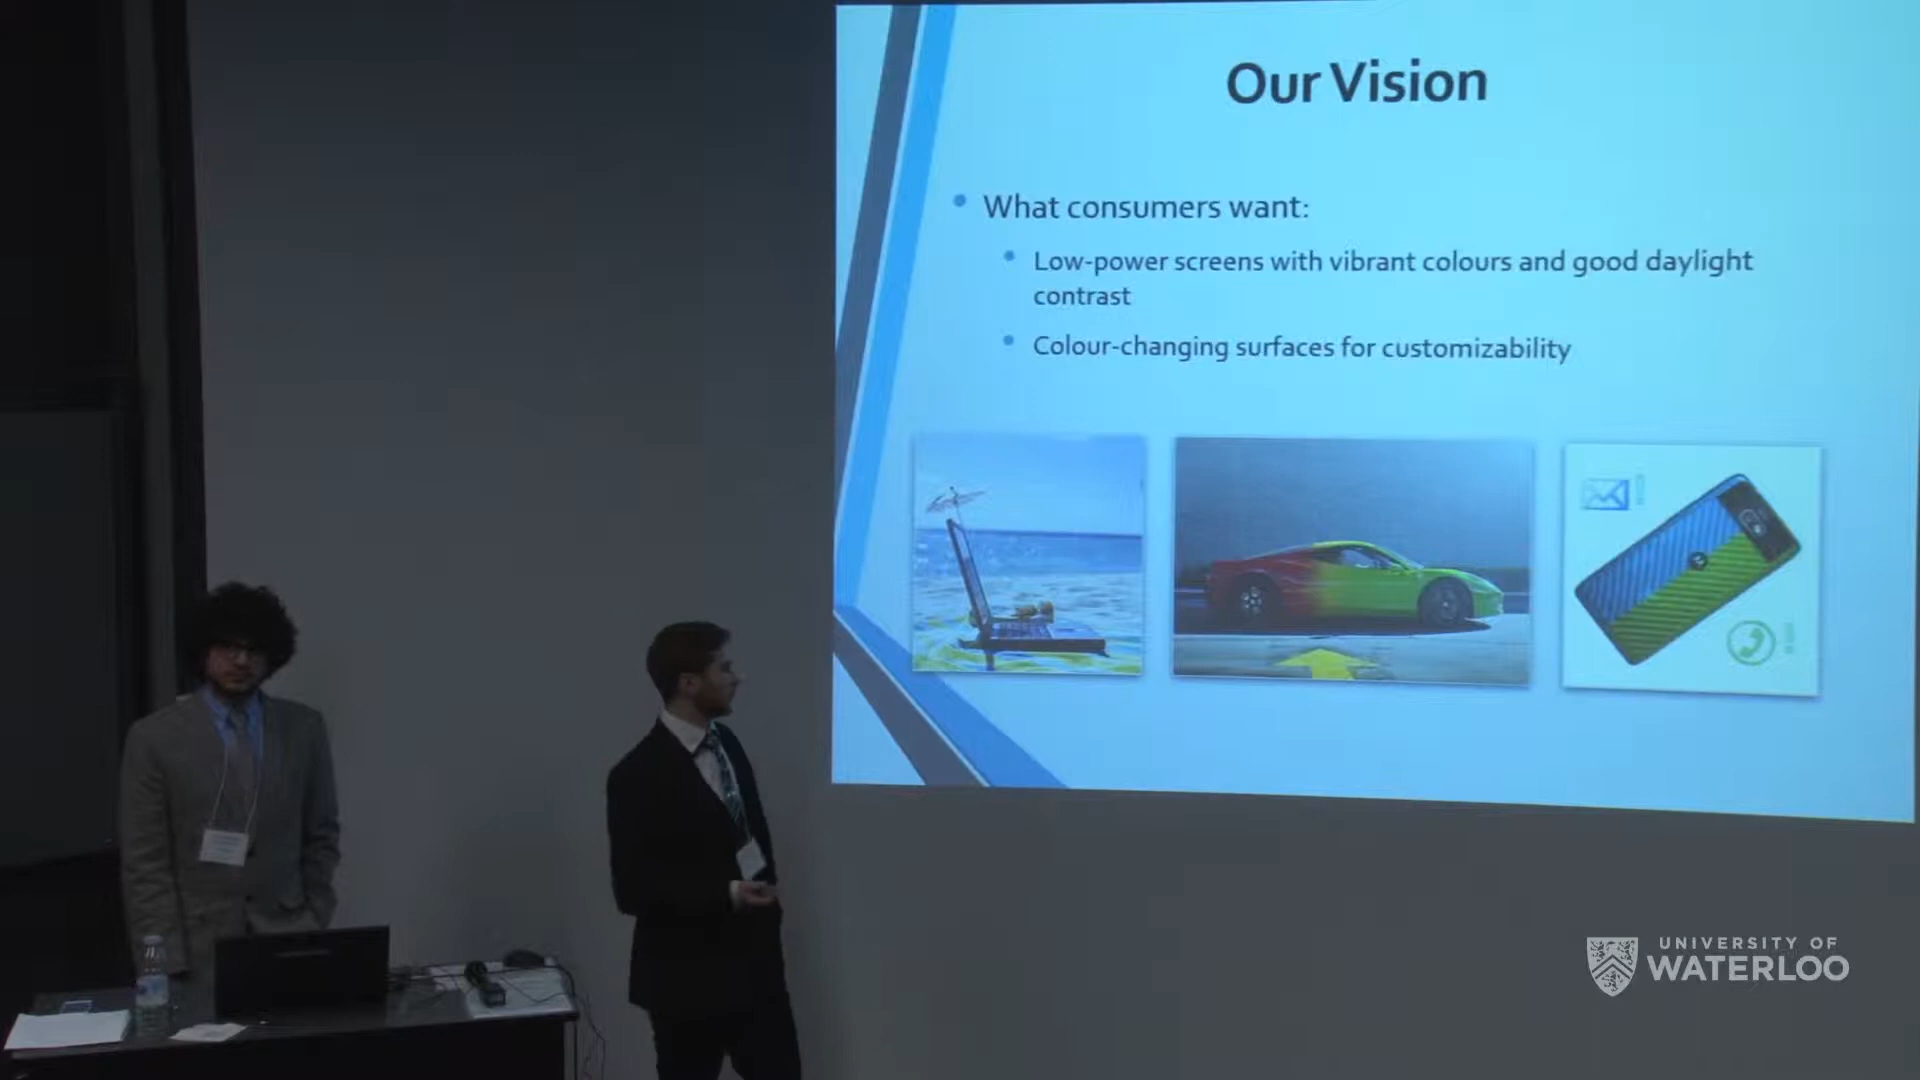 Our Vision
What consumers want:
Low-power screens with vibrant colours and good daylight
contrast
Colour-changing surfaces for customizability
UNIVERSITY OF
WATERLOO